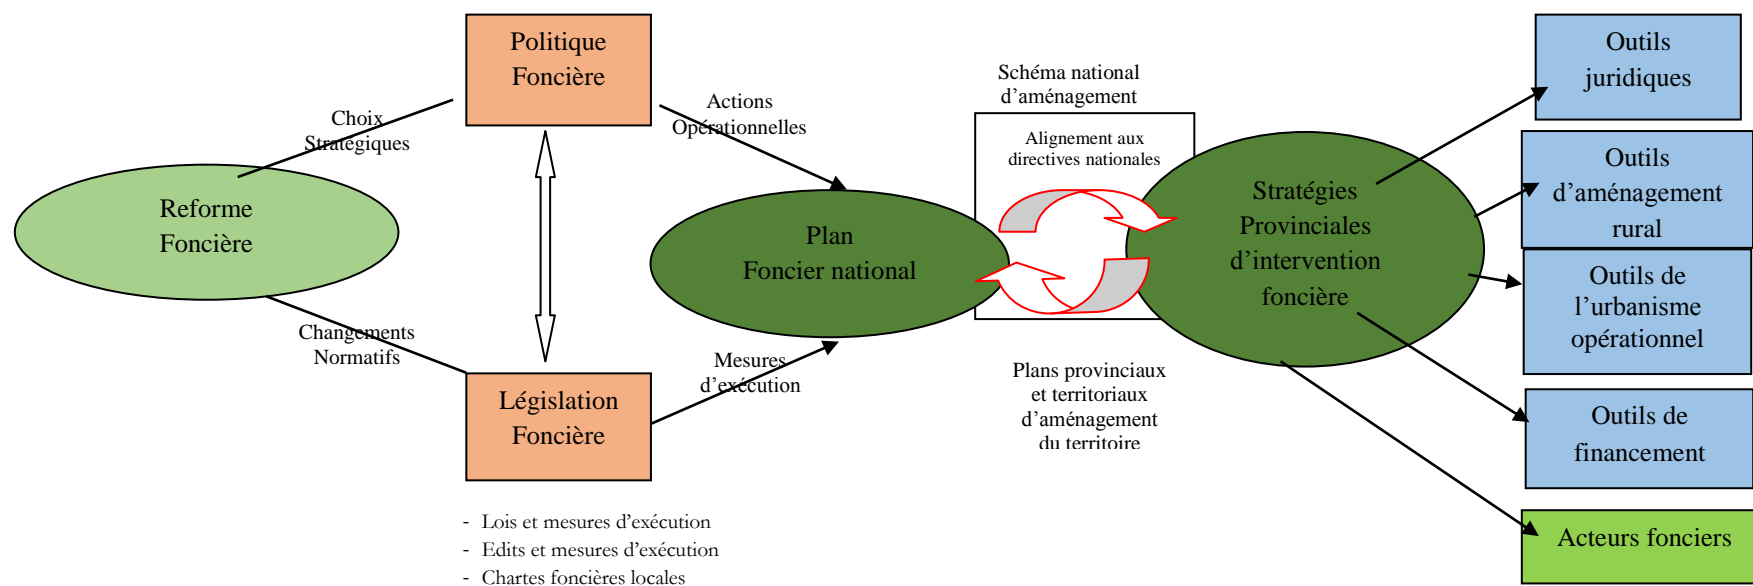 Politique
Foncière
Choix
Stratégiques
Reforme
Foncière
Changements
Normatifs
Législation
Foncière
- Lois et mesures d’exécution
- Edits et mesures d’exécution
- Chartes foncières locales
Actions
Opérationnelles
Plan
Foncier national
Mesures
d’exécution
Schéma national
d’aménagement
Alignement aux
directives nationales
Plans provinciaux
et territoriaux
d’aménagement
du territoire
Stratégies
Provinciales
d’intervention
foncière
Outils
juridiques
Outils
d’aménagement
rural
Outils de
l’urbanisme
opérationnel
Outils de
financement
Acteurs fonciers